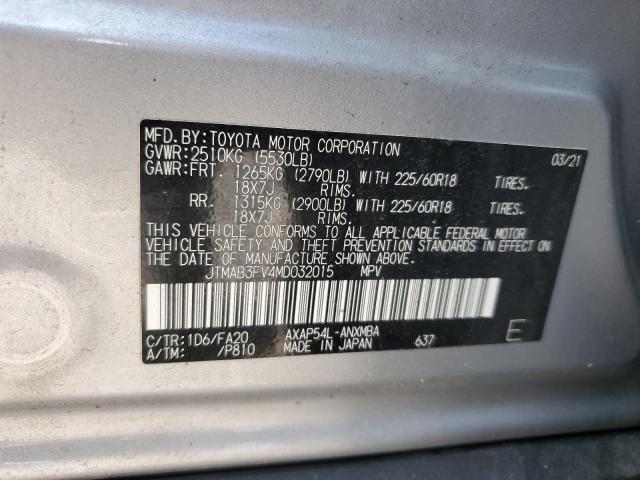 MFD. BY: TOYOTA MOTOR CORPORATION 03/21
GVWR: 2510KG (5530LB)
GAWR: FRT. 1265KG (2790LB) WITH 225/60R18 TIRES.
18X7J RIMS.
RR. 1315KG (2900LB) WITH 225/60R18 TIRES.
18X7J RIMS.
THIS VEHICLE CONFORMS TO ALL APPLICABLE FEDERAL MOTOR
VEHICLE SAFETY AND THEFT PREVENTION STANDARDS IN EFFECT ON
THE DATE OF MANUFACTURE SHOWN ABOVE.
JTMAB3FV4MD032015 MPV
C/TR: 1D6/FA20 AXAP54L-ANXMBA
A/TM: /P810 MADE IN JAPAN 637 E